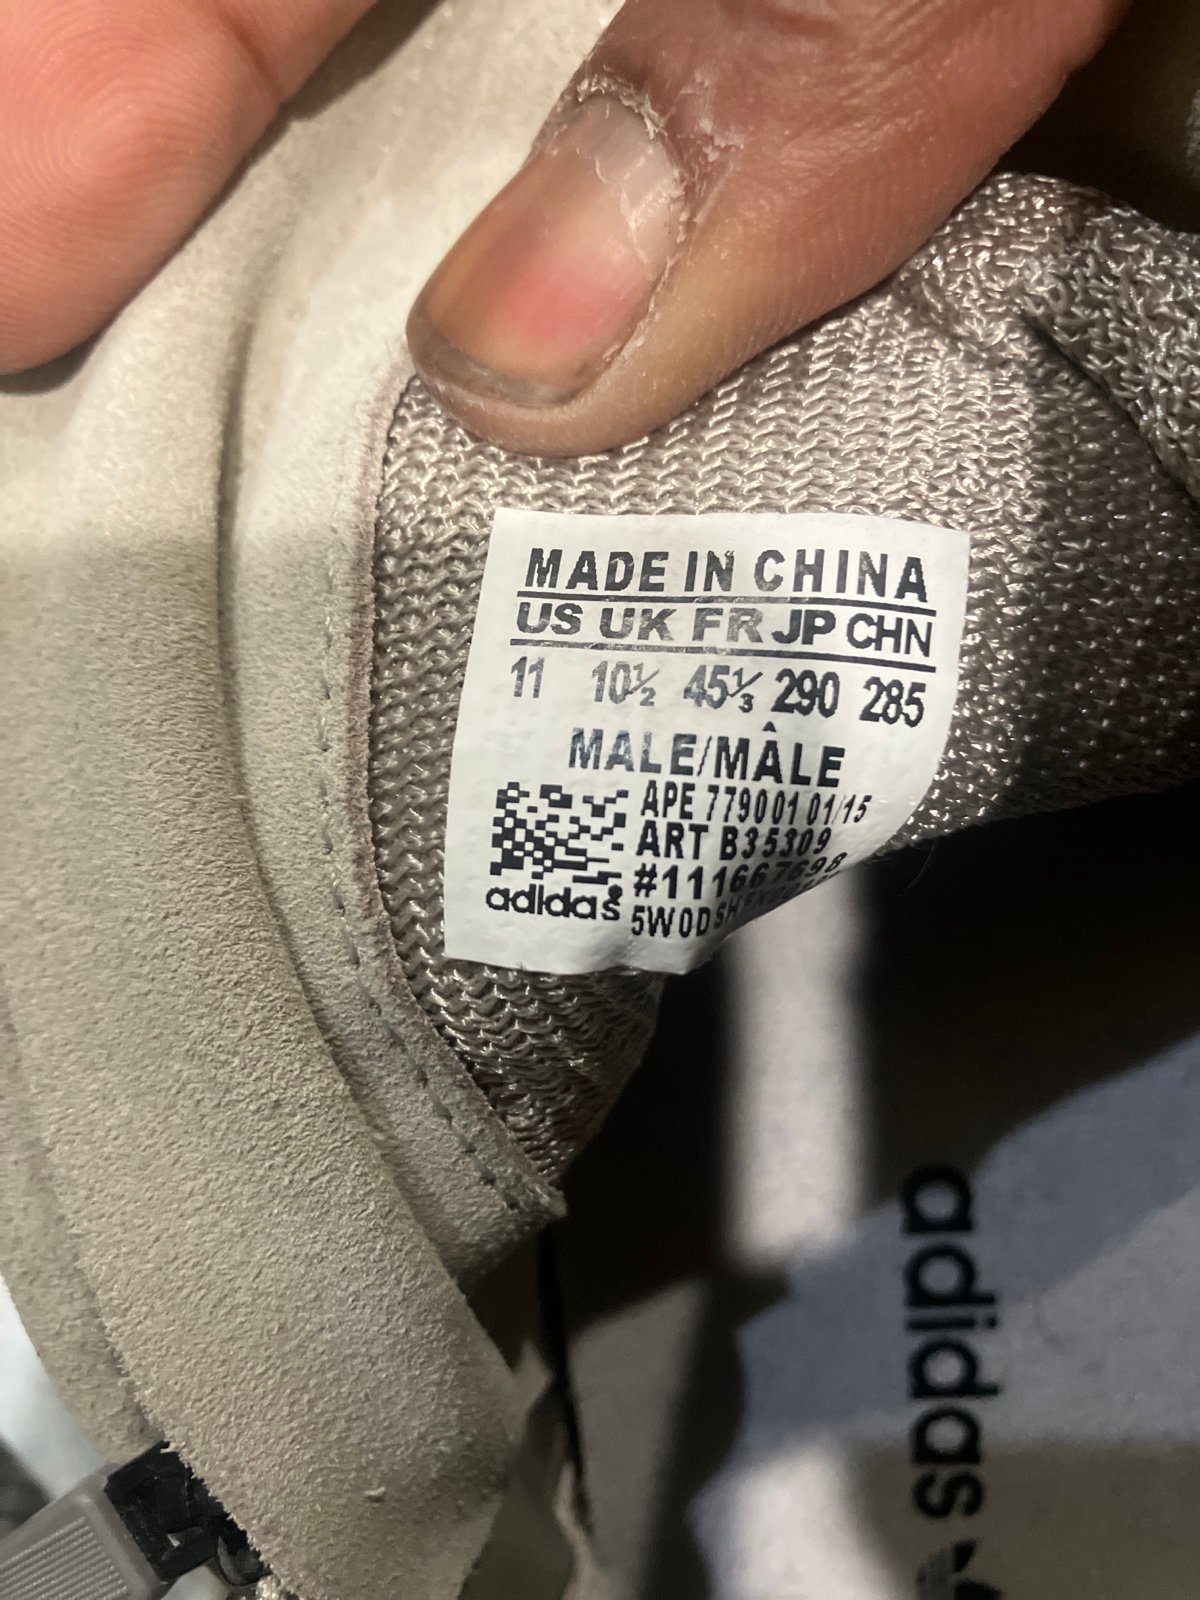 MADE IN CHINA
US UK FR JP CHN
11 10½ 45⅓ 290 285
MALE/MÂLE
APE 779001 01/15
ART B35309
#111667698
adidas
5W0DSH
adidas